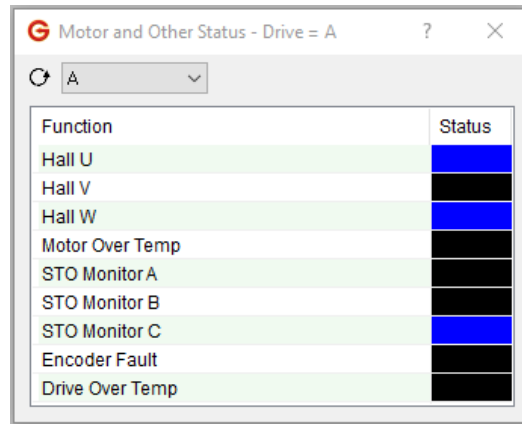 G Motor and Other Status - Drive = A ?
A
Function Status
Hall U
Hall V
Hall W
Motor Over Temp
STO Monitor A
STO Monitor B
STO Monitor C
Encoder Fault
Drive Over Temp